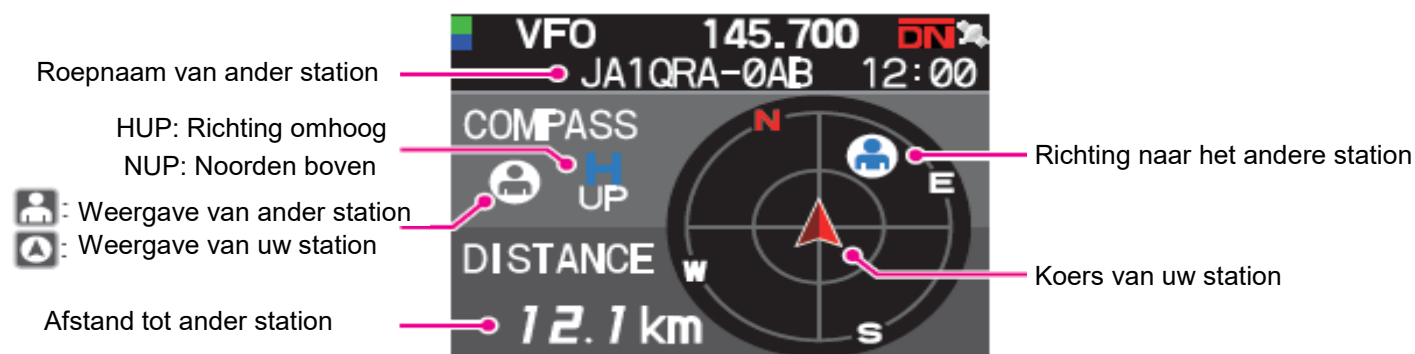 VFO 145.700 DN
Roepnaam van ander station
JA1QRA-0AB 12:00
HUP: Richting omhoog
NUP: Noorden boven
COMPASS
H
UP
N
E
W
S
Richting naar het andere station
: Weergave van ander station
: Weergave van uw station
DISTANCE
Koers van uw station
Afstand tot ander station
12.1 km